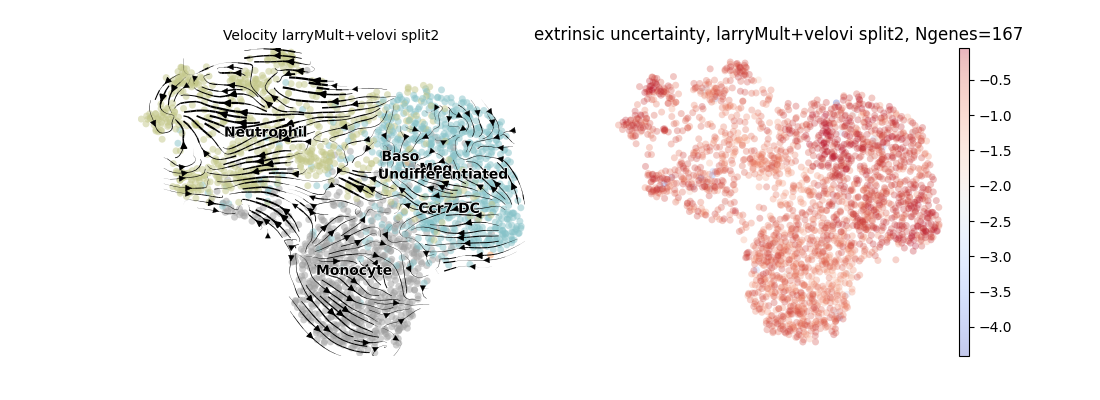 Velocity larryMult+velovi split2
Neutrophil
Baso
Meg
Undifferentiated
Ccr7 DC
Monocyte
extrinsic uncertainty, larryMult+velovi split2, Ngenes=167
−0.5
−1.0
−1.5
−2.0
−2.5
−3.0
−3.5
−4.0